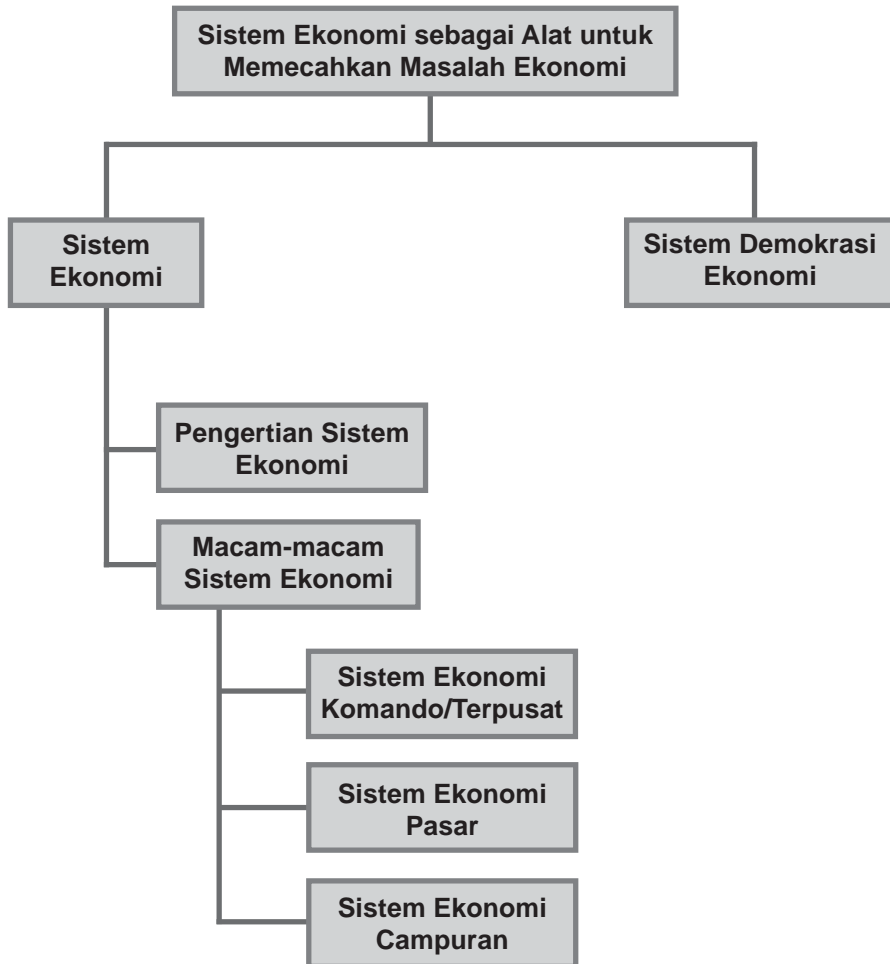 Sistem Ekonomi sebagai Alat untuk
Memecahkan Masalah Ekonomi
Sistem
Ekonomi
Sistem Demokrasi
Ekonomi
Pengertian Sistem
Ekonomi
Macam-macam
Sistem Ekonomi
Sistem Ekonomi
Komando/Terpusat
Sistem Ekonomi
Pasar
Sistem Ekonomi
Campuran